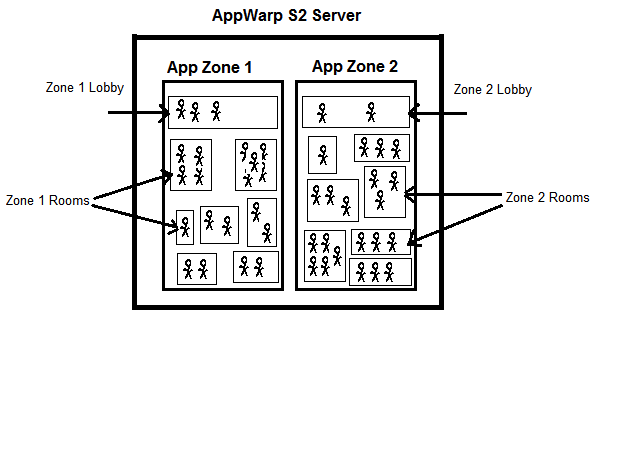 AppWarp S2 Server
App Zone 1
App Zone 2
Zone 1 Lobby
Zone 2 Lobby
Zone 1 Rooms
Zone 2 Rooms